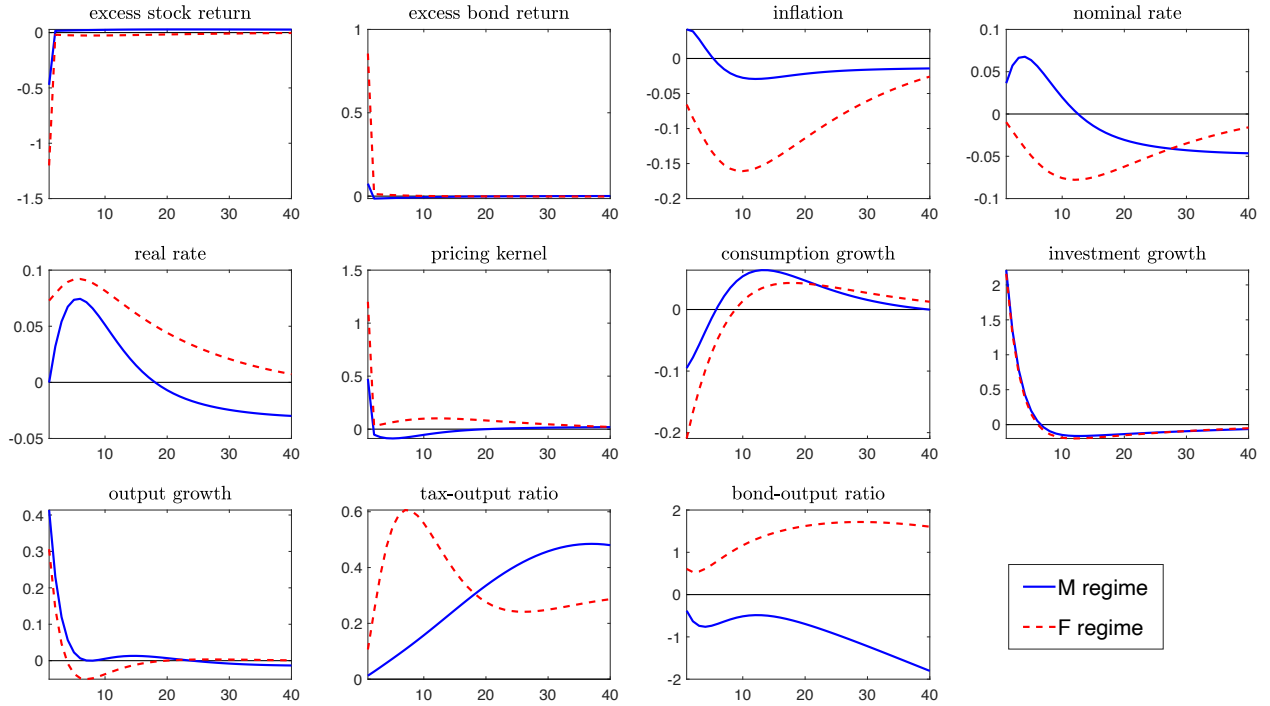 excess stock return
0
-0.5
-1
-1.5
10 20 30 40
excess bond return
1
0.5
0
10 20 30 40
inflation
0
-0.05
-0.1
-0.15
-0.2
10 20 30 40
nominal rate
0.1
0.05
0
-0.05
-0.1
10 20 30 40
real rate
0.1
0.05
0
-0.05
10 20 30 40
pricing kernel
1.5
1
0.5
0
10 20 30 40
consumption growth
0
-0.1
-0.2
10 20 30 40
investment growth
2
1.5
1
0.5
0
10 20 30 40
output growth
0.4
0.3
0.2
0.1
0
10 20 30 40
tax-output ratio
0.6
0.4
0.2
0
10 20 30 40
bond-output ratio
2
1
0
-1
-2
10 20 30 40
M regime
F regime